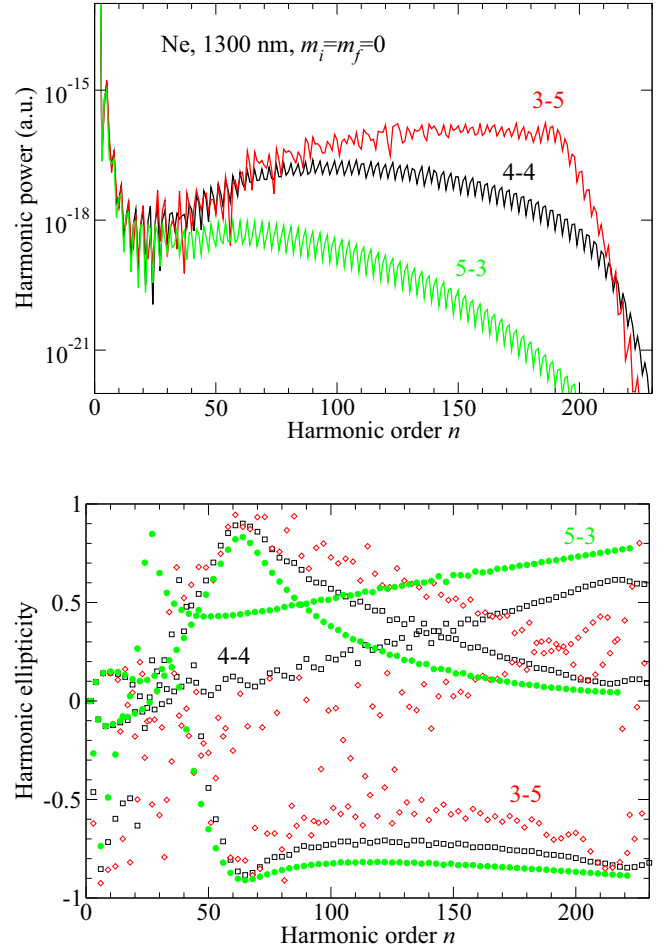 Ne, 1300 nm, m_i=m_f=0
10^-15
10^-18
10^-21
Harmonic power (a.u.)
3-5
4-4
5-3
0 50 100 150 200
Harmonic order n
1
0.5
0
-0.5
-1
Harmonic ellipticity
5-3
4-4
3-5
0 50 100 150 200
Harmonic order n